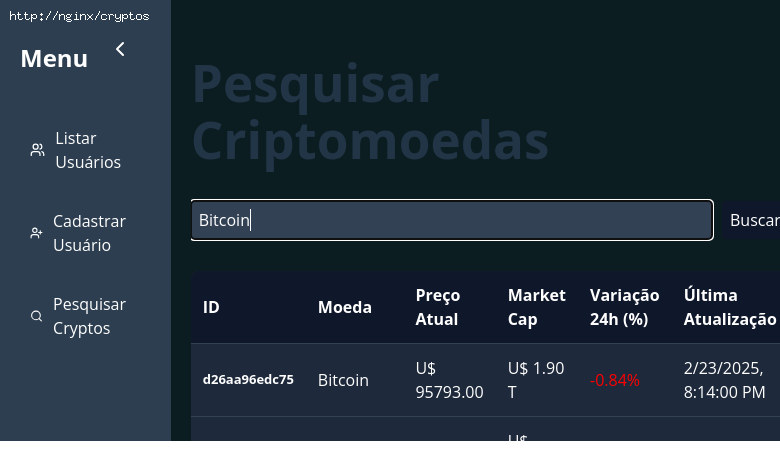 http://nginx/cryptos
Menu
Listar
Usuários
Cadastrar
Usuário
Pesquisar
Cryptos
Pesquisar
Criptomoedas
Bitcoin
Buscar
ID
Moeda
Preço
Atual
Market
Cap
Variação
24h (%)
Última
Atualização
d26aa96edc75
Bitcoin
U$
95793.00
U$ 1.90
T
-0.84%
2/23/2025,
8:14:00 PM
U$